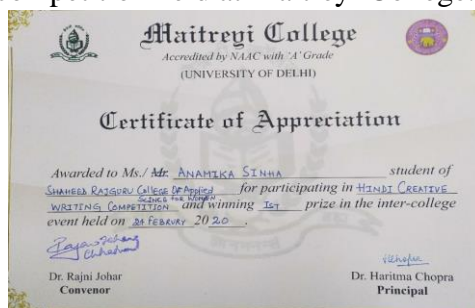 Maitreyi College
Accredited by NAAC with 'A' Grade
(UNIVERSITY OF DELHI)
Certificate of Appreciation
Awarded to Ms./ Mr. ANAMIKA SINHA student of
SHAHEED RAJGURU COLLEGE OF APPLIED for participating in HINDI CREATIVE
SCIENCE FOR WOMEN
WRITING COMPETITION and winning IST prize in the inter-college
event held on FEBRUARY 2020.
Dr. Rajni Johar
Dr. Haritma Chopra
Convenor
Principal